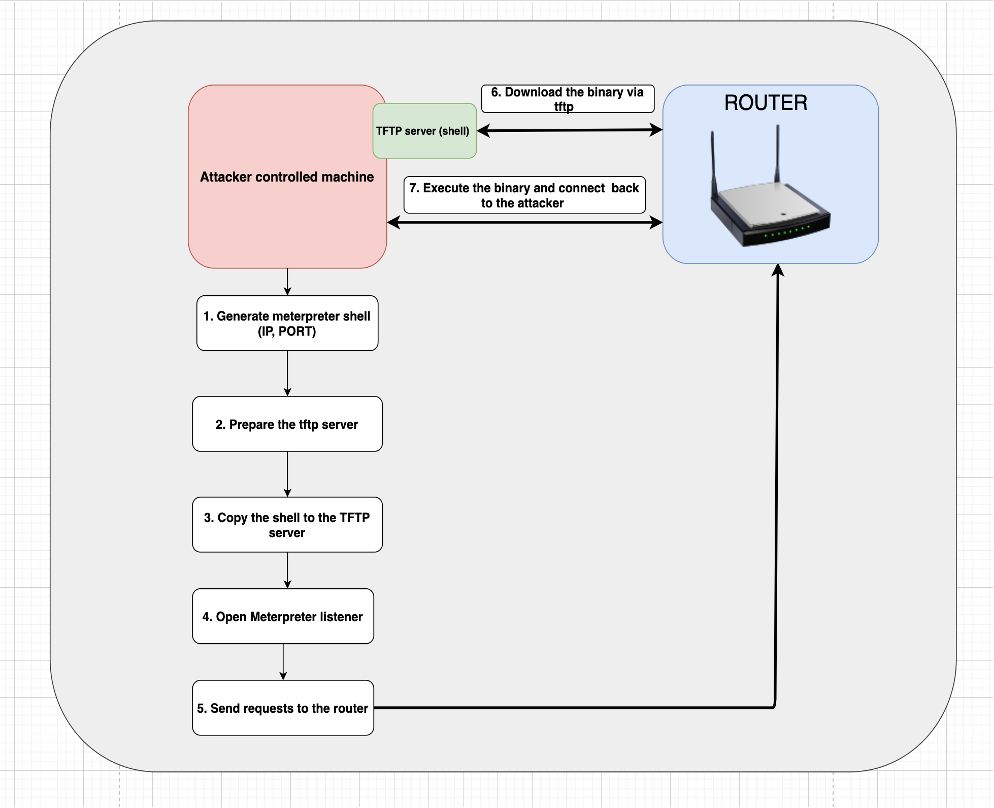 6. Download the binary via
tftp
ROUTER
TFTP server (shell)
Attacker controlled machine
7. Execute the binary and connect back
to the attacker
1. Generate meterpreter shell
(IP, PORT)
2. Prepare the tftp server
3. Copy the shell to the TFTP
server
4. Open Meterpreter listener
5. Send requests to the router